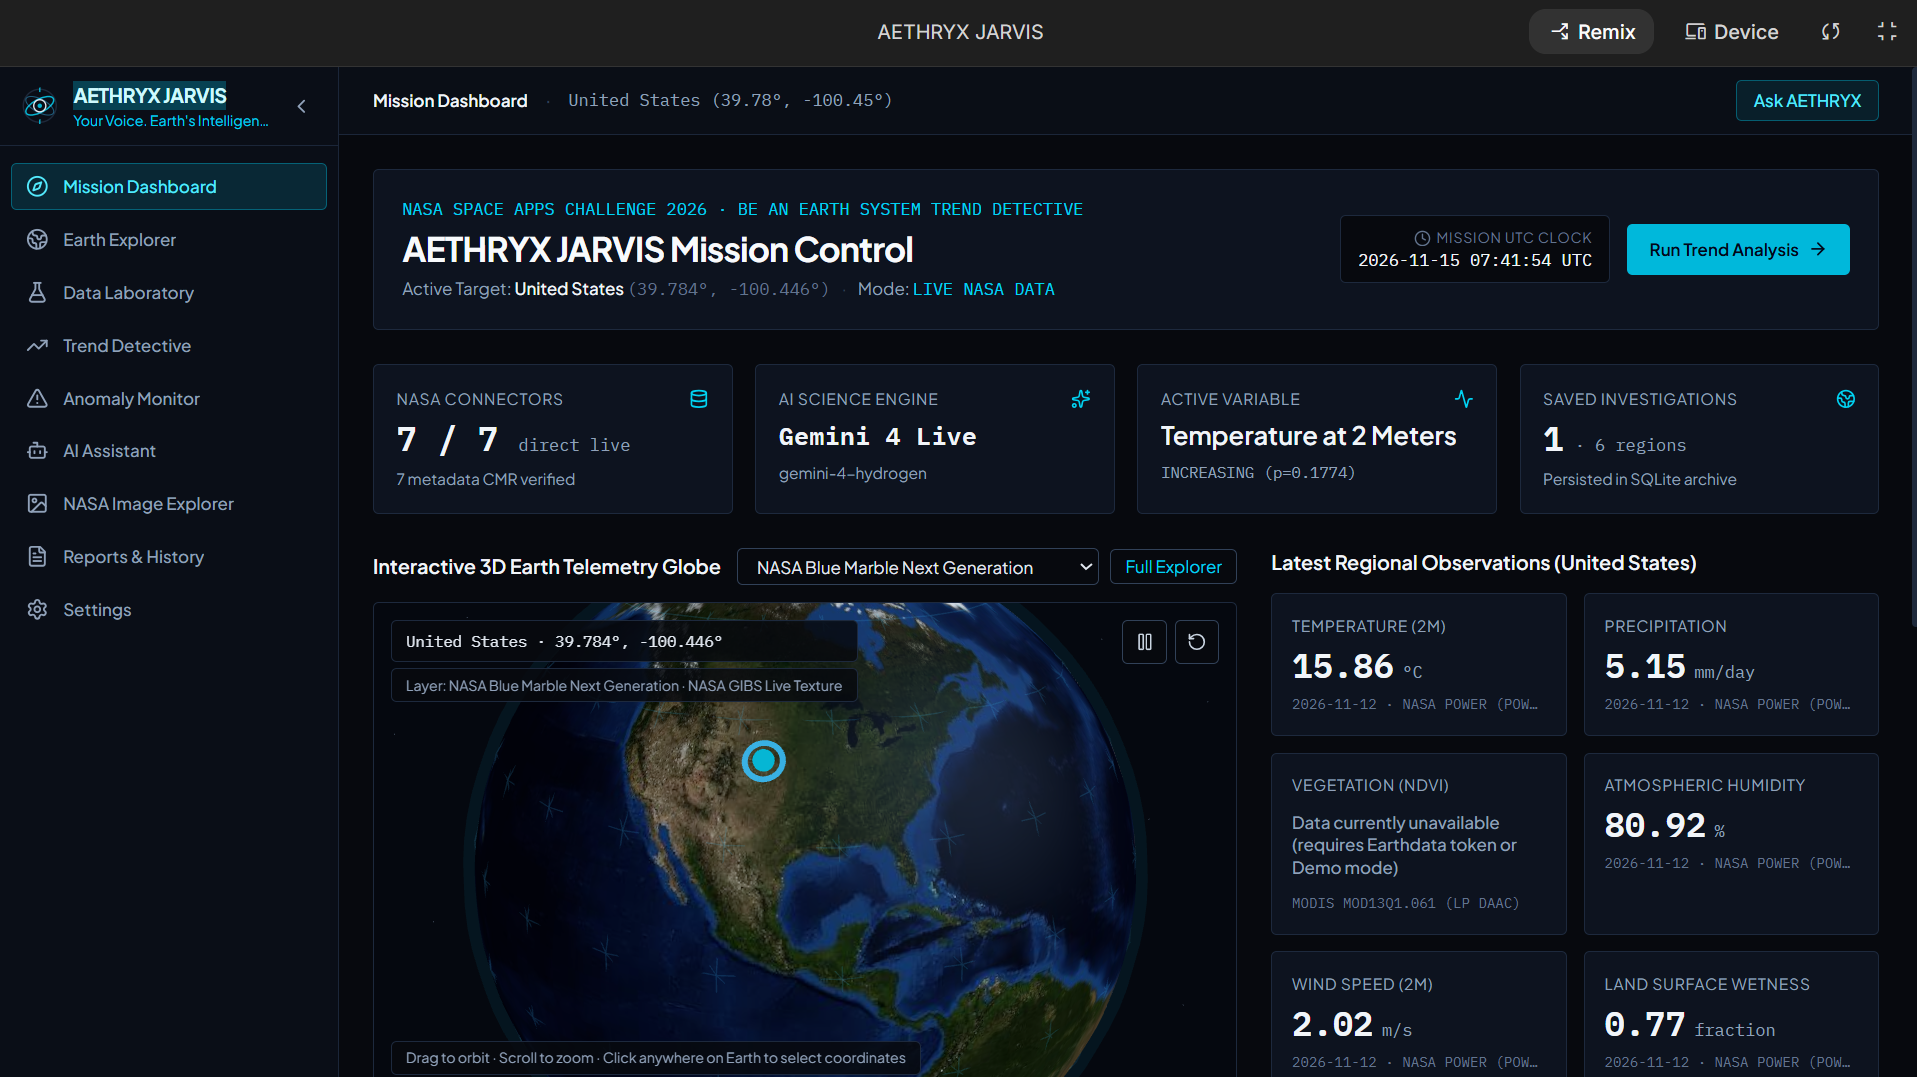 AETHRYX JARVIS
Remix
Device
AETHRYX JARVIS
Your Voice. Earth's Intelligen...
Mission Dashboard · United States (39.78°, -100.45°)
Ask AETHRYX
Mission Dashboard
Earth Explorer
Data Laboratory
Trend Detective
Anomaly Monitor
AI Assistant
NASA Image Explorer
Reports & History
Settings
NASA SPACE APPS CHALLENGE 2026 · BE AN EARTH SYSTEM TREND DETECTIVE
AETHRYX JARVIS Mission Control
Active Target: United States (39.784°, -100.446°) · Mode: LIVE NASA DATA
MISSION UTC CLOCK
2026-11-15 07:41:54 UTC
Run Trend Analysis →
NASA CONNECTORS
7 / 7 direct live
7 metadata CMR verified
AI SCIENCE ENGINE
Gemini 4 Live
gemini-4-hydrogen
ACTIVE VARIABLE
Temperature at 2 Meters
INCREASING (p=0.1774)
SAVED INVESTIGATIONS
1 · 6 regions
Persisted in SQLite archive
Interactive 3D Earth Telemetry Globe
NASA Blue Marble Next Generation
Full Explorer
United States · 39.784°, -100.446°
Layer: NASA Blue Marble Next Generation · NASA GIBS Live Texture
Drag to orbit · Scroll to zoom · Click anywhere on Earth to select coordinates
Latest Regional Observations (United States)
TEMPERATURE (2M)
15.86 °C
2026-11-12 · NASA POWER (POW…
PRECIPITATION
5.15 mm/day
2026-11-12 · NASA POWER (POW…
VEGETATION (NDVI)
Data currently unavailable
(requires Earthdata token or
Demo mode)
MODIS MOD13Q1.061 (LP DAAC)
ATMOSPHERIC HUMIDITY
80.92 %
2026-11-12 · NASA POWER (POW…
WIND SPEED (2M)
2.02 m/s
2026-11-12 · NASA POWER (POW…
LAND SURFACE WETNESS
0.77 fraction
2026-11-12 · NASA POWER (POW…